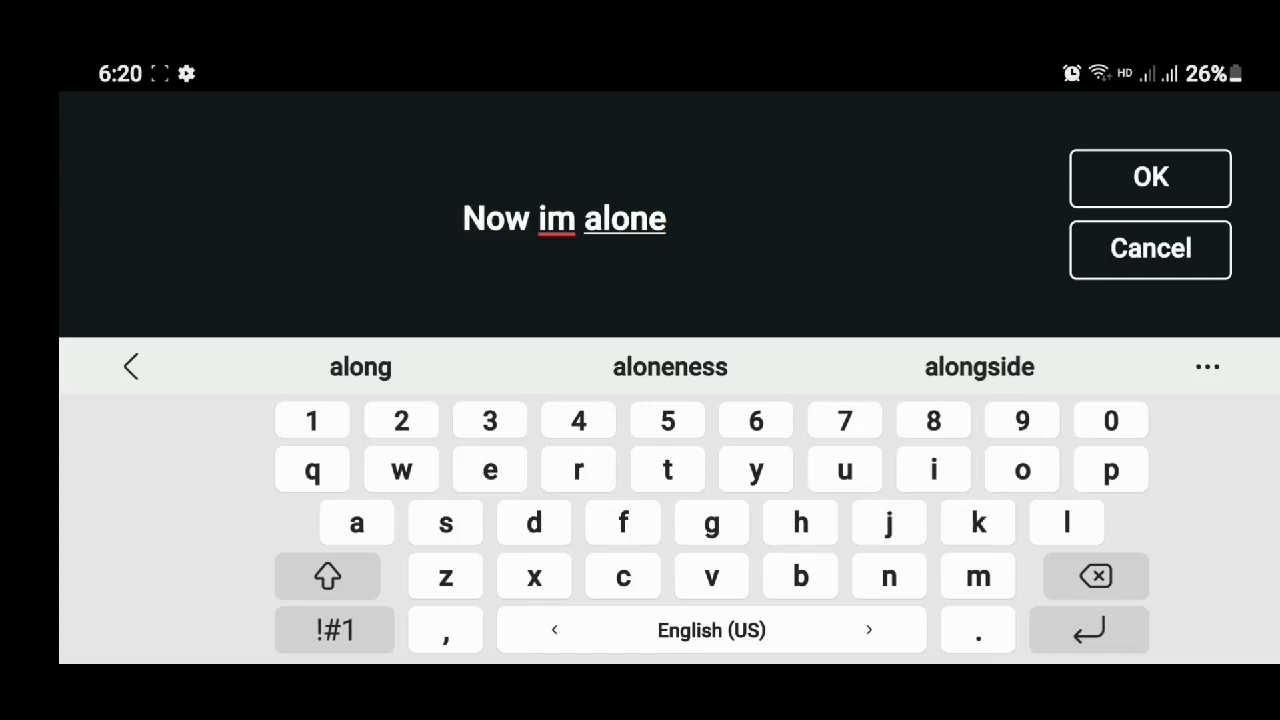 6:20 HD 26%
OK
Now im alone
Cancel
along aloneness alongside ...
1 2 3 4 5 6 7 8 9 0
q w e r t y u i o p
a s d f g h j k l
z x c v b n m
!#1 , < English (US) > .